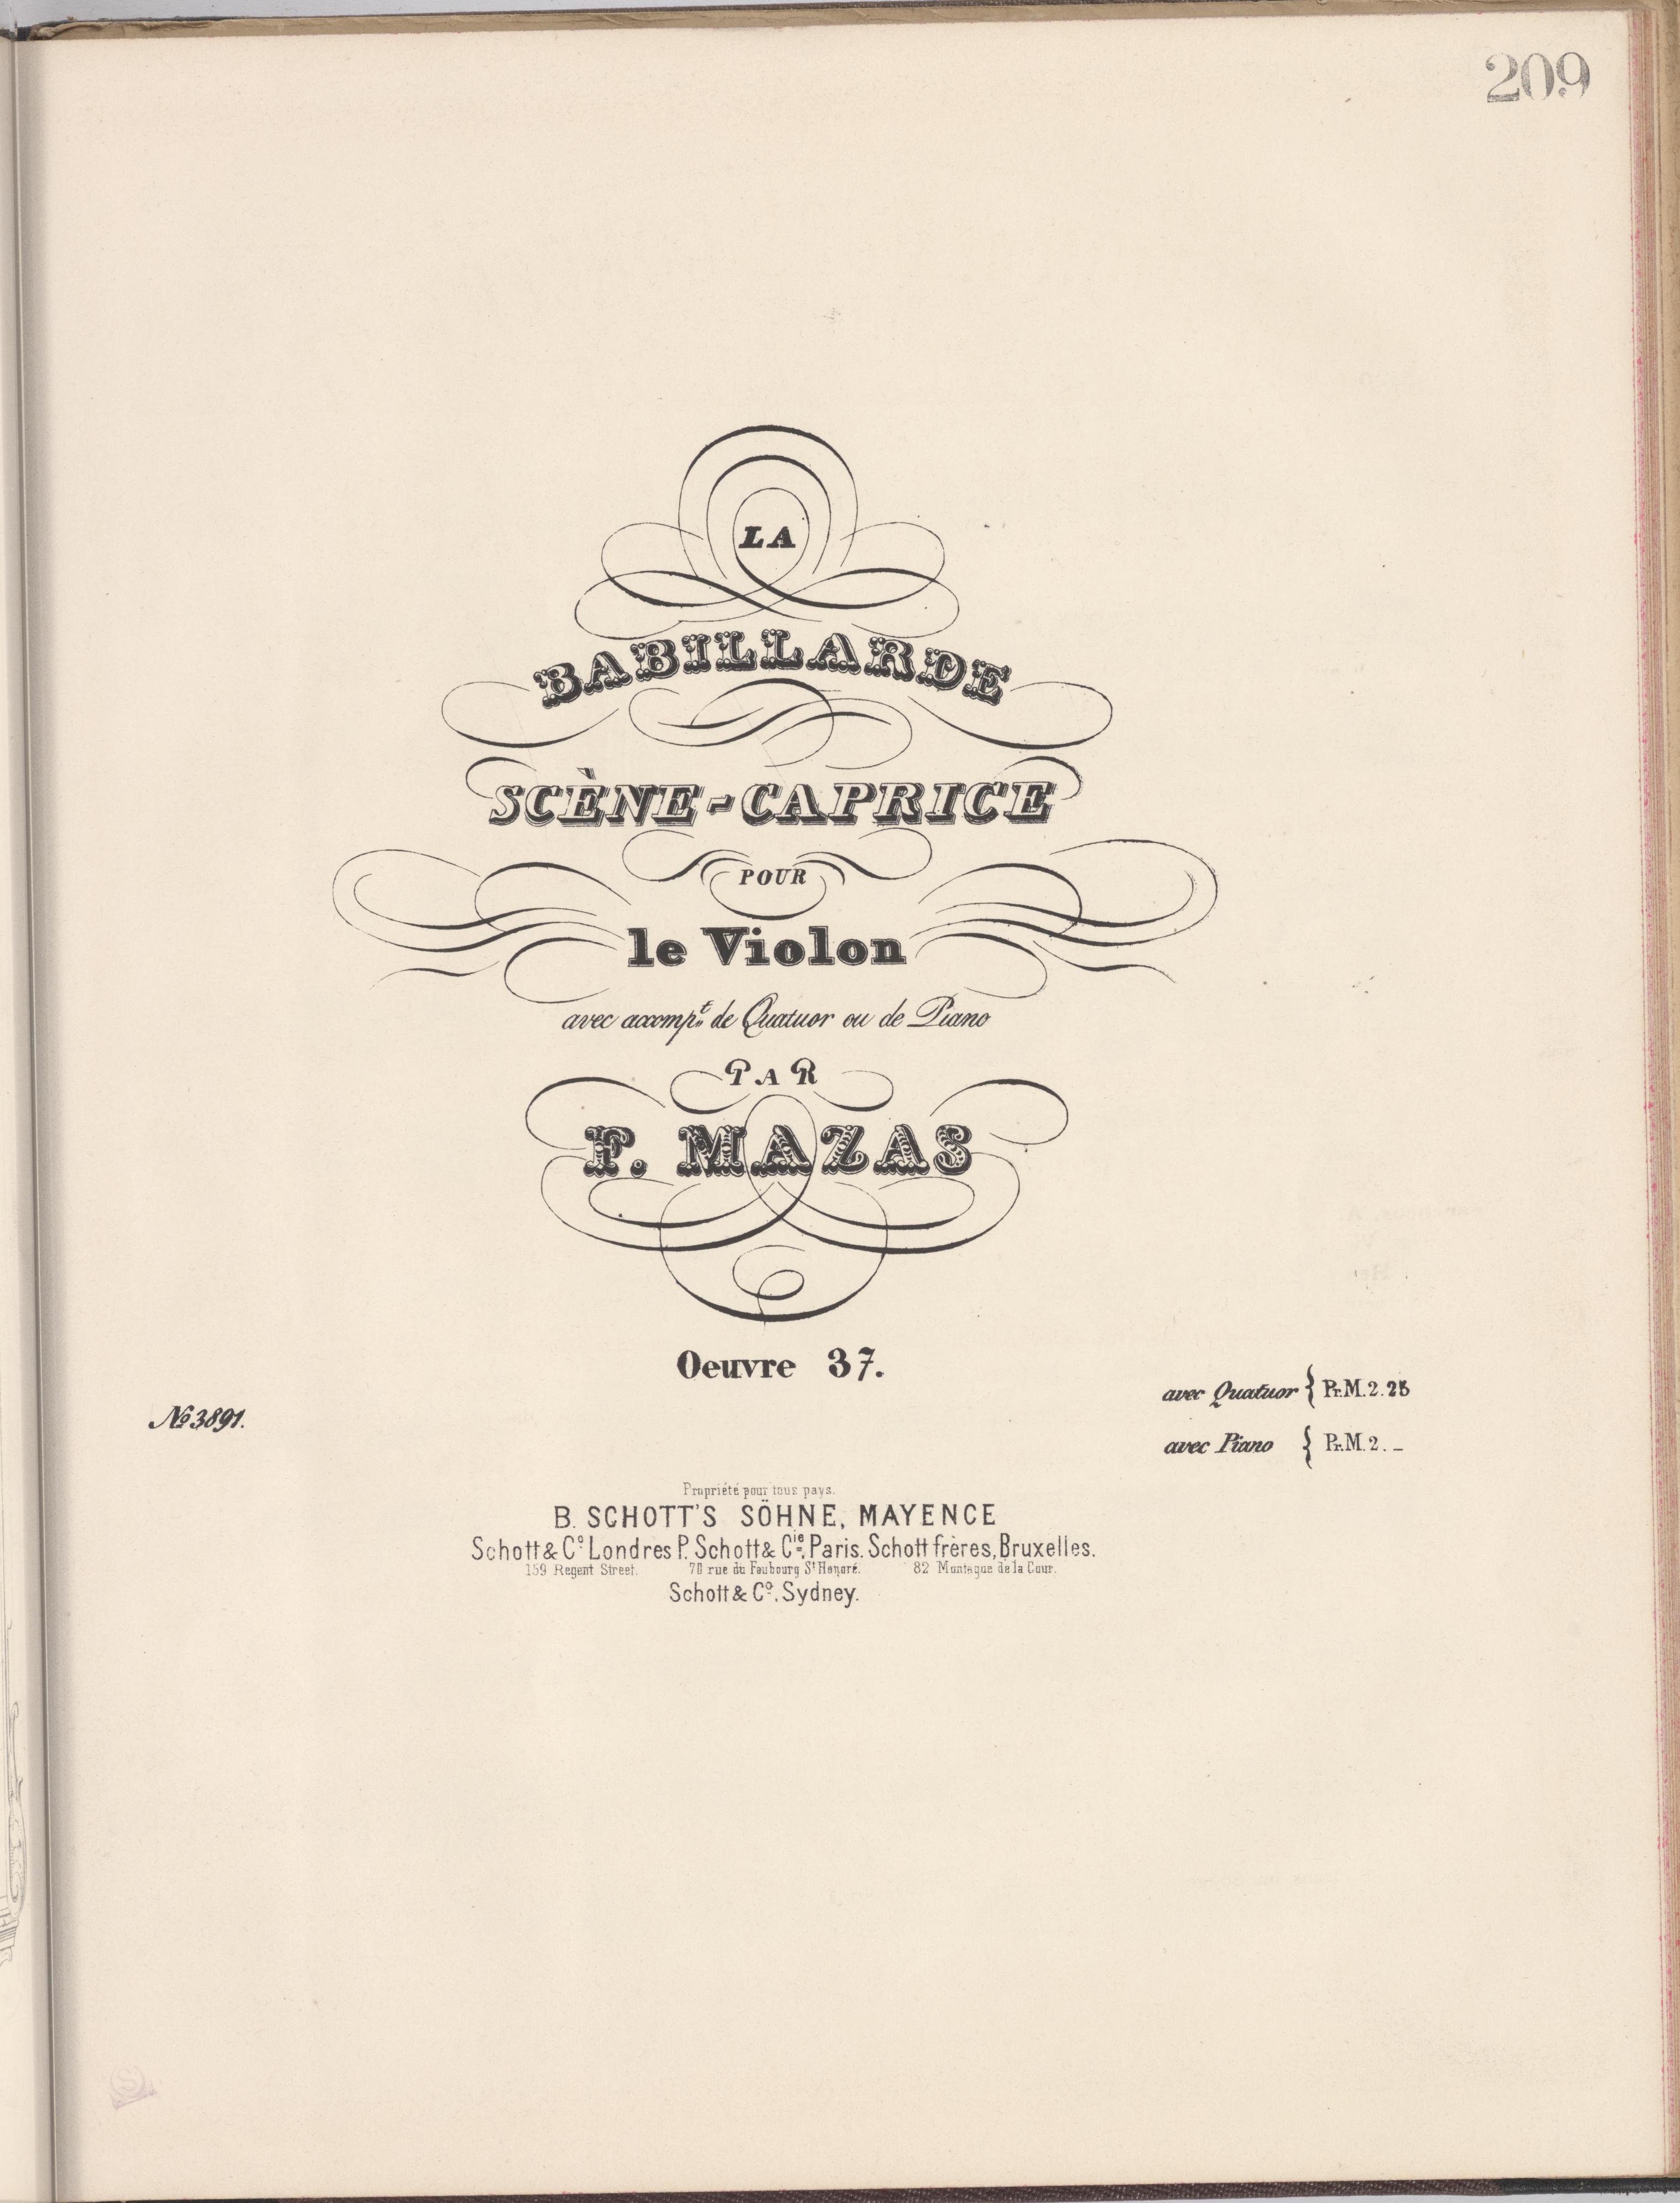 209
LA
BABILLARDE
SCÈNE-CAPRICE
POUR
le Violon
avec accompt. de Quatuor ou de Piano
PAR
F. MAZAS
Oeuvre 37.
No 3891.
avec Quatuor { Pr. M. 2. 25
avec Piano { Pr. M. 2. –
Propriété pour tous pays.
B. SCHOTT'S SÖHNE, MAYENCE
Schott & Co. Londres P. Schott & Cie, Paris. Schott frères, Bruxelles.
159 Regent Street. 70 rue du Faubourg St Honoré. 82 Montagne de la Cour.
Schott & Co. Sydney.